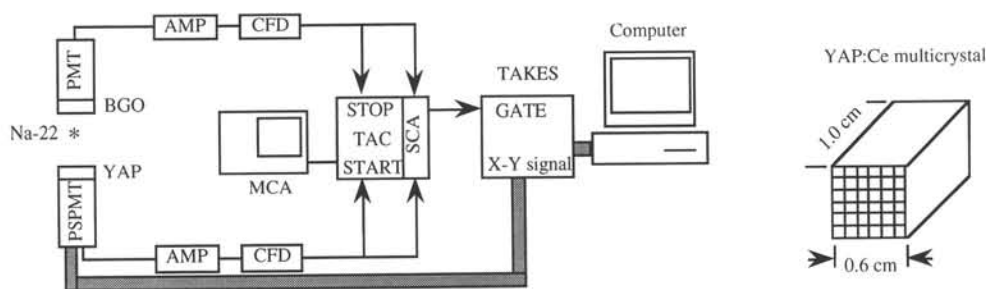 AMP
CFD
Computer
PMT
YAP:Ce multicrystal
TAKES
BGO
STOP
GATE
Na-22 *
TAC
SCA
1.0 cm
START
X-Y signal
YAP
MCA
PSPMT
AMP
CFD
0.6 cm